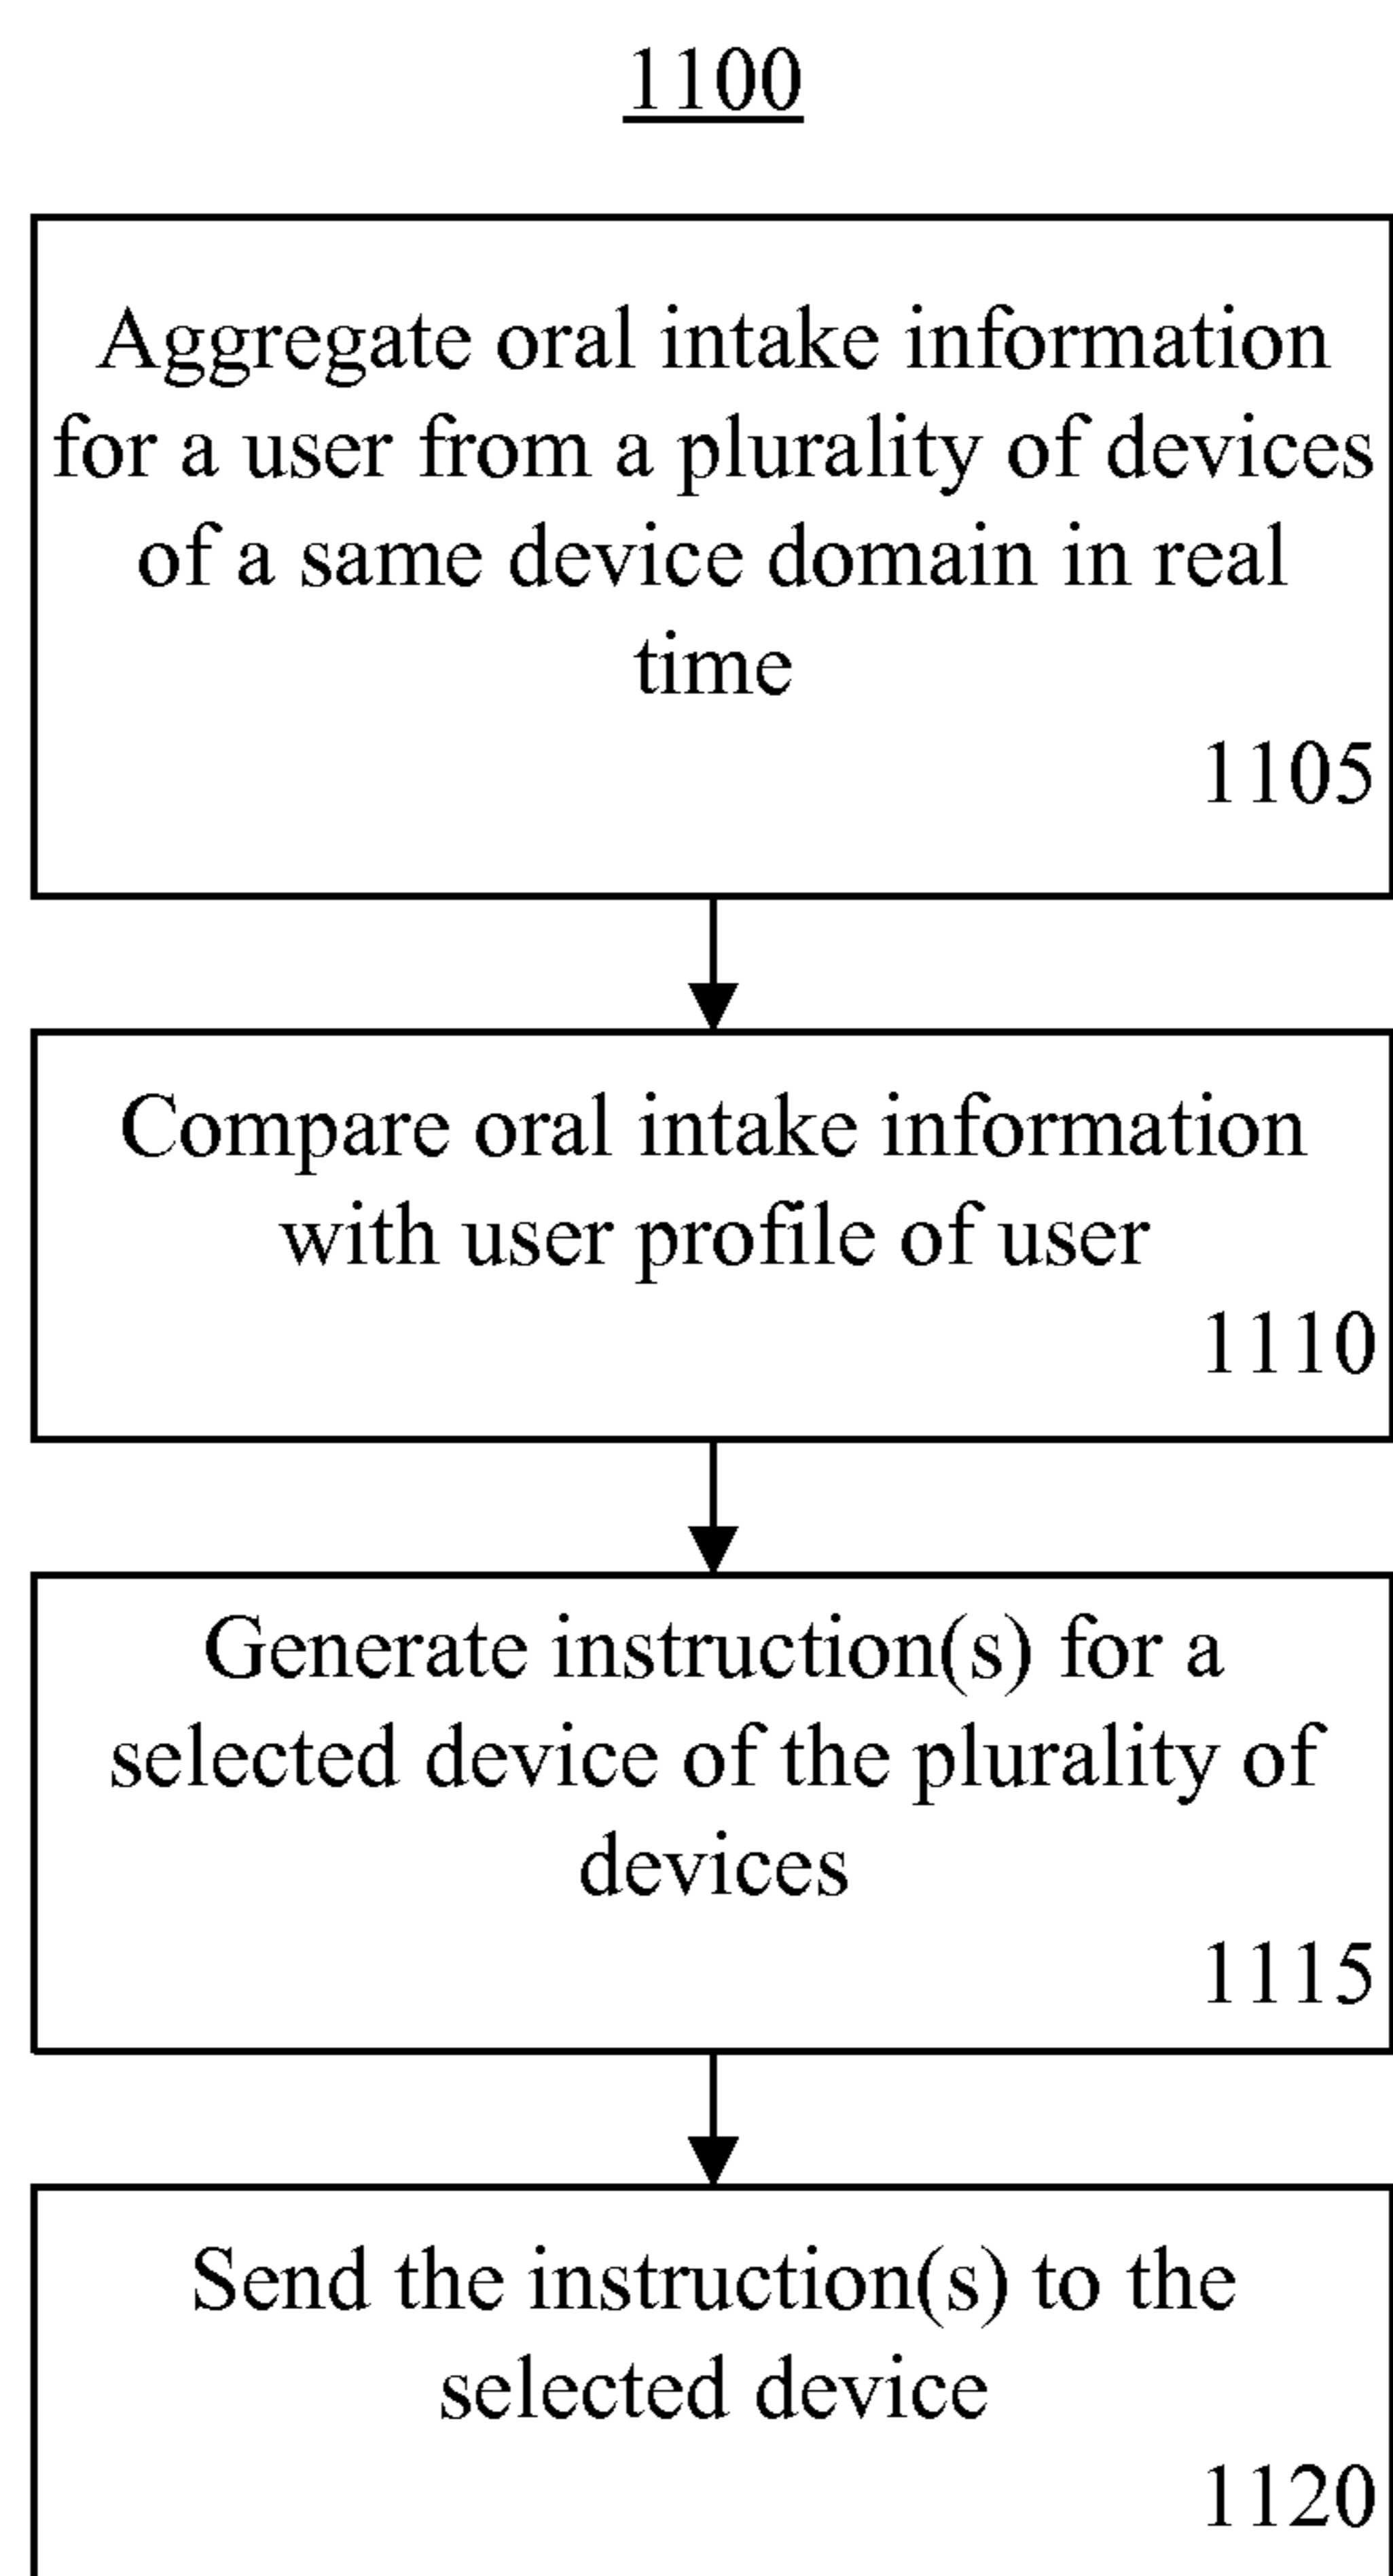 1100
Aggregate oral intake information
for a user from a plurality of devices
of a same device domain in real
time
1105
Compare oral intake information
with user profile of user
1110
Generate instruction(s) for a
selected device of the plurality of
devices
1115
Send the instruction(s) to the
selected device
1120